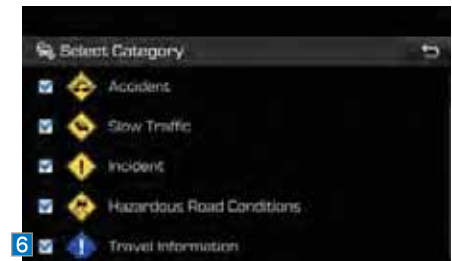 Select Category
Accident
Slow Traffic
Incident
Hazardous Road Conditions
6 Travel Information